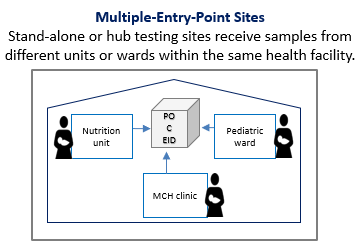 Multiple-Entry-Point Sites
Stand-alone or hub testing sites receive samples from
different units or wards within the same health facility.
PO
C
EID
Nutrition
unit
Pediatric
ward
MCH clinic